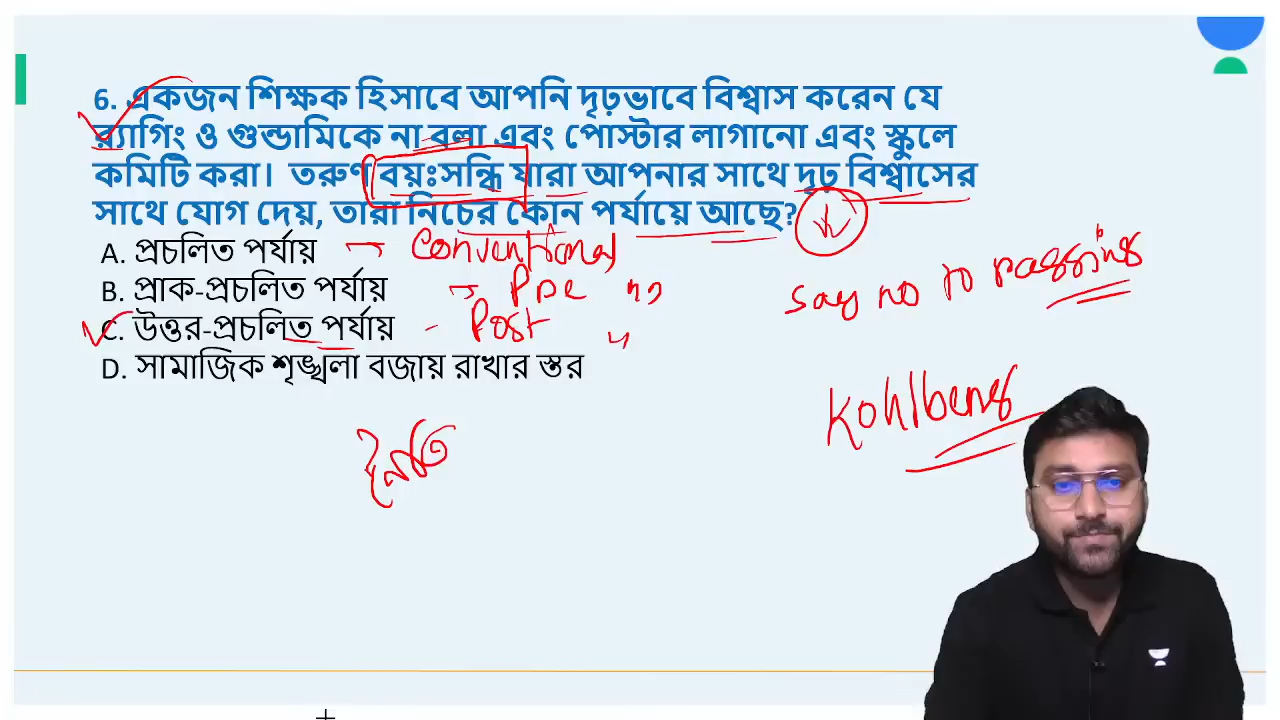 6. একজন শিক্ষক হিসাবে আপনি দৃঢ়ভাবে বিশ্বাস করেন যে
র‍্যাগিং ও গুন্ডামিকে না বলা এবং পোস্টার লাগানো এবং স্কুলে
কমিটি করা। তরুণ বয়ঃসন্ধি যারা আপনার সাথে দৃঢ় বিশ্বাসের
সাথে যোগ দেয়, তারা নিচের কোন পর্যায়ে আছে?
A. প্রচলিত পর্যায় → Conventional
B. প্রাক-প্রচলিত পর্যায় → Pre "
C. উত্তর-প্রচলিত পর্যায় - Post "
D. সামাজিক শৃঙ্খলা বজায় রাখার স্তর
say no to ragging
Kohlberg